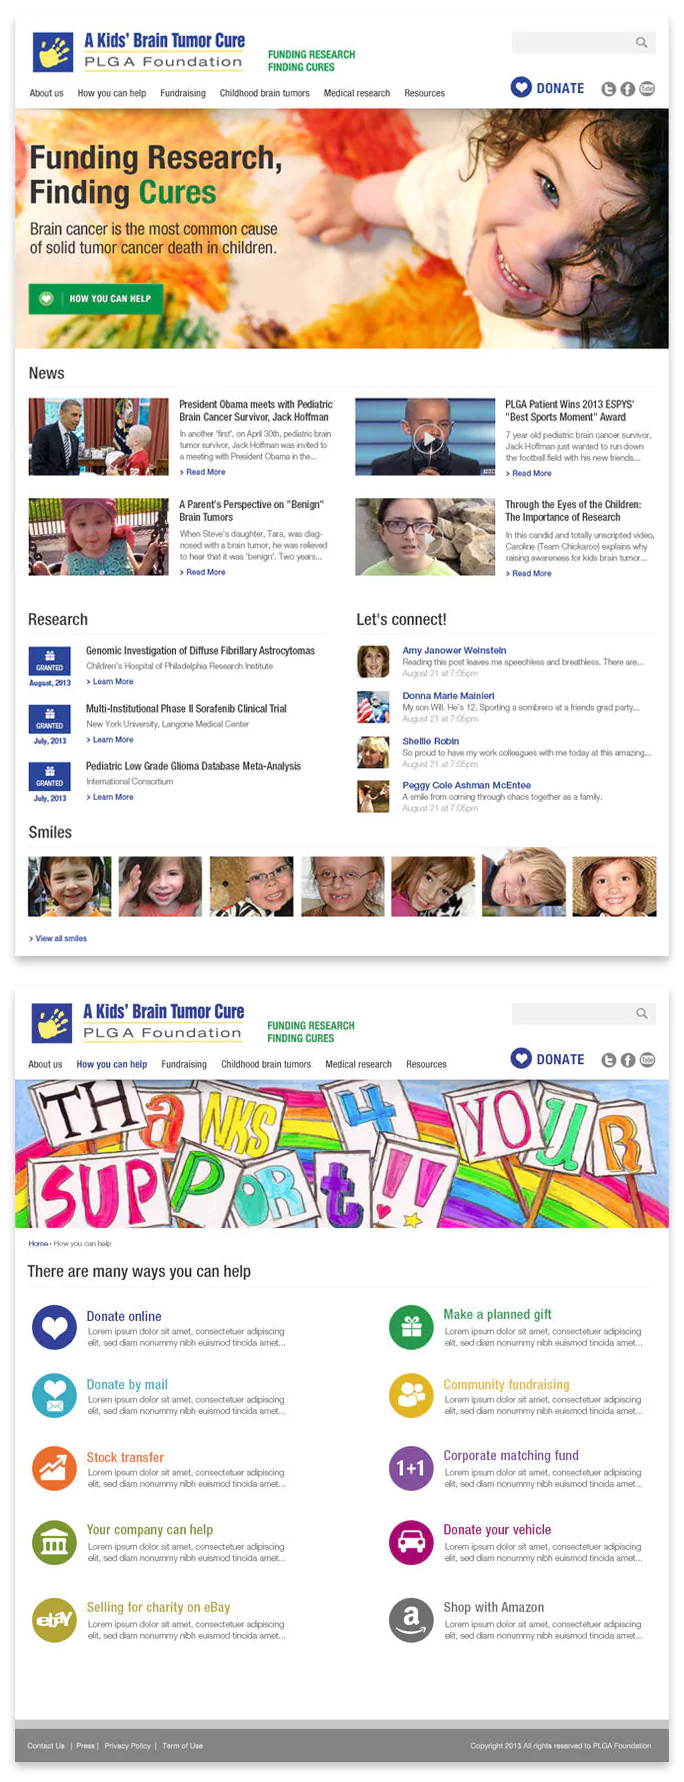 A Kids' Brain Tumor Cure
PLGA Foundation
FUNDING RESEARCH
FINDING CURES
DONATE
About us
How you can help
Fundraising
Childhood brain tumors
Medical research
Resources
Funding Research,
Finding Cures
Brain cancer is the most common cause
of solid tumor cancer death in children.
HOW YOU CAN HELP
News
President Obama meets with Pediatric
Brain Cancer Survivor, Jack Hoffman
In another 'first', on April 30th, pediatric brain
tumor survivor, Jack Hoffman was invited to
a meeting with President Obama in the...
> Read More
PLGA Patient Wins 2013 ESPYS'
"Best Sports Moment" Award
7 year old pediatric brain cancer survivor,
Jack Hoffman just wanted to run down
the football field with his new friends...
> Read More
A Parent's Perspective on "Benign"
Brain Tumors
When Steve's daughter, Tara, was diag-
nosed with a brain tumor, he was relieved
to hear that it was 'benign'. Two years...
> Read More
Through the Eyes of the Children:
The Importance of Research
In this candid and totally unscripted video,
Caroline (Team Chickaroo) explains why
raising awareness for kids brain tumor...
> Read More
Research
GRANTED
August, 2013
Genomic Investigation of Diffuse Fibrillary Astrocytomas
Children's Hospital of Philadelphia Research Institute
> Learn More
GRANTED
July, 2013
Multi-Institutional Phase II Sorafenib Clinical Trial
New York University, Langone Medical Center
> Learn More
GRANTED
July, 2013
Pediatric Low Grade Glioma Database Meta-Analysis
International Consortium
> Learn More
Let's connect!
Amy Janower Weinstein
Reading this post leaves me speechless and breathless. There are...
August 21 at 7:05pm
Donna Marie Mainieri
My son Will. He's 12. Sporting a sombrero at a friends grad party...
August 21 at 7:05pm
Shellie Robin
So proud to have my work colleagues with me today at this amazing...
August 21 at 7:05pm
Peggy Cole Ashman McEntee
A smile from coming through chaos together as a family.
August 21 at 7:05pm
Smiles
> View all smiles
A Kids' Brain Tumor Cure
PLGA Foundation
FUNDING RESEARCH
FINDING CURES
DONATE
About us
How you can help
Fundraising
Childhood brain tumors
Medical research
Resources
THaNKS 4 YOUR
SUPPORt!!
Home › How you can help
There are many ways you can help
Donate online
Lorem ipsum dolor sit amet, consectetuer adipiscing
elit, sed diam nonummy nibh euismod tincida amet...
Make a planned gift
Lorem ipsum dolor sit amet, consectetuer adipiscing
elit, sed diam nonummy nibh euismod tincida amet...
Donate by mail
Lorem ipsum dolor sit amet, consectetuer adipiscing
elit, sed diam nonummy nibh euismod tincida amet...
Community fundraising
Lorem ipsum dolor sit amet, consectetuer adipiscing
elit, sed diam nonummy nibh euismod tincida amet...
Stock transfer
Lorem ipsum dolor sit amet, consectetuer adipiscing
elit, sed diam nonummy nibh euismod tincida amet...
1+1
Corporate matching fund
Lorem ipsum dolor sit amet, consectetuer adipiscing
elit, sed diam nonummy nibh euismod tincida amet...
Your company can help
Lorem ipsum dolor sit amet, consectetuer adipiscing
elit, sed diam nonummy nibh euismod tincida amet...
Donate your vehicle
Lorem ipsum dolor sit amet, consectetuer adipiscing
elit, sed diam nonummy nibh euismod tincida amet...
ebaY
Selling for charity on eBay
Lorem ipsum dolor sit amet, consectetuer adipiscing
elit, sed diam nonummy nibh euismod tincida amet...
a
Shop with Amazon
Lorem ipsum dolor sit amet, consectetuer adipiscing
elit, sed diam nonummy nibh euismod tincida amet...
Contact Us | Press | Privacy Policy | Term of Use
Copyright 2013 All rights reserved to PLGA Foundation